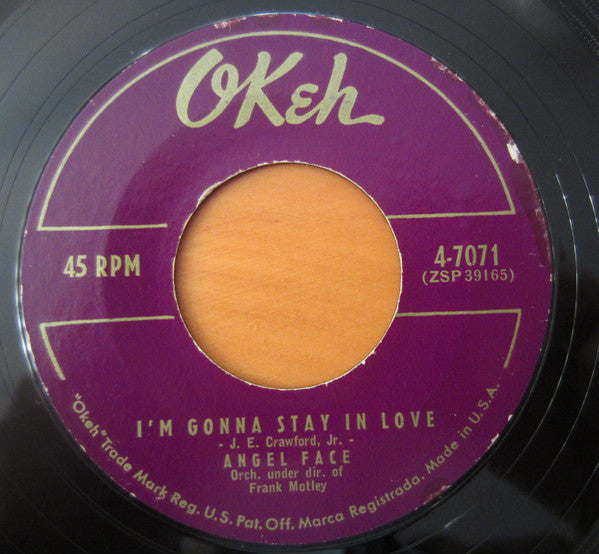 OKeh
45 RPM
4-7071
(ZSP 39165)
I'M GONNA STAY IN LOVE
- J. E. Crawford, Jr. -
ANGEL FACE
Orch. under dir. of
Frank Motley
"Okeh" Trade Mark Reg. U.S. Pat. Off. Marca Registrada. Made in U.S.A.